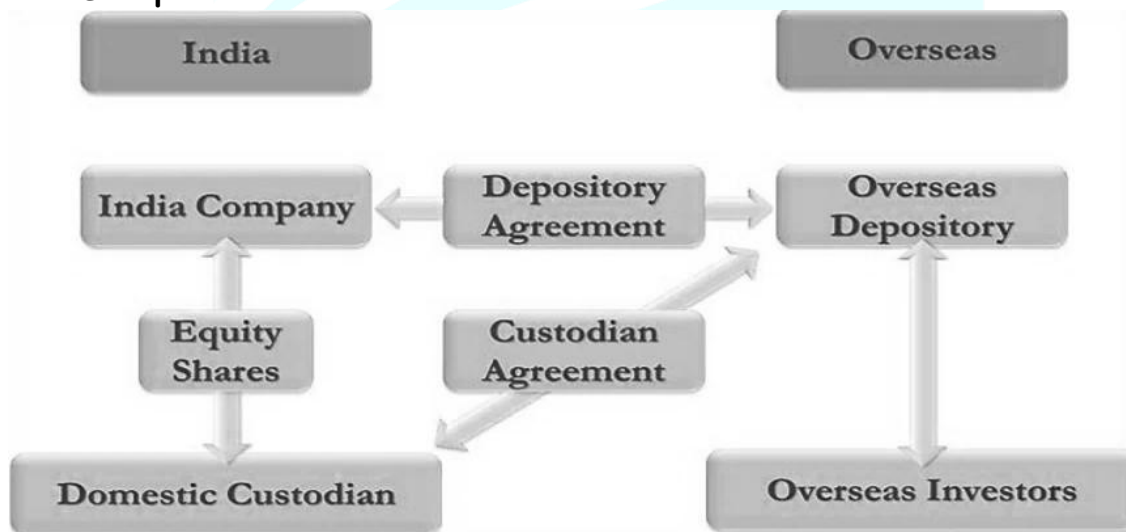 India
Overseas
India Company
Depository
Agreement
Overseas
Depository
Equity
Shares
Custodian
Agreement
Domestic Custodian
Overseas Investors